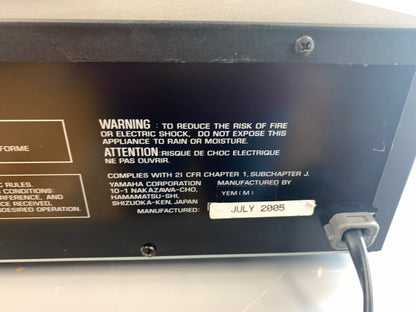 WARNING : TO REDUCE THE RISK OF FIRE
OR ELECTRIC SHOCK, DO NOT EXPOSE THIS
APPLIANCE TO RAIN OR MOISTURE.
ATTENTION : RISQUE DE CHOC ELECTRIQUE
NE PAS OUVRIR.
FORME
COMPLIES WITH 21 CFR CHAPTER 1, SUBCHAPTER J.
YAMAHA CORPORATION MANUFACTURED BY
10-1 NAKAZAWA-CHO,
HAMAMATSU-SHI, YEM (M)
SHIZUOKA-KEN, JAPAN
MANUFACTURED: JULY 2005
C RULES.
CONDITIONS:
ERFERENCE, AND
CE RECEIVED,
DESIRED OPERATION.